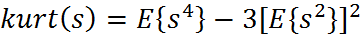 kurt(s) = E{s⁴} − 3[E{s²}]²